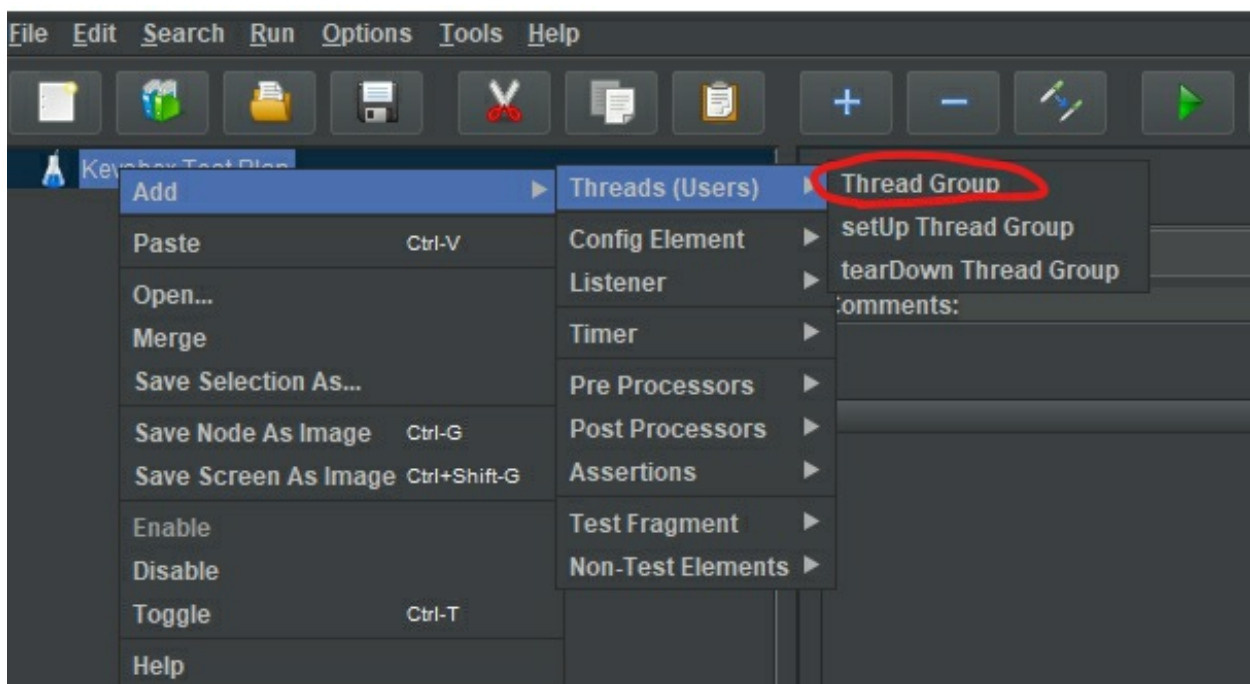 File Edit Search Run Options Tools Help
Add
Paste Ctrl-V
Open...
Merge
Save Selection As...
Save Node As Image Ctrl-G
Save Screen As Image Ctrl+Shift-G
Enable
Disable
Toggle Ctrl-T
Help
Threads (Users)
Config Element
Listener
Timer
Pre Processors
Post Processors
Assertions
Test Fragment
Non-Test Elements
Thread Group
setUp Thread Group
tearDown Thread Group
omments: